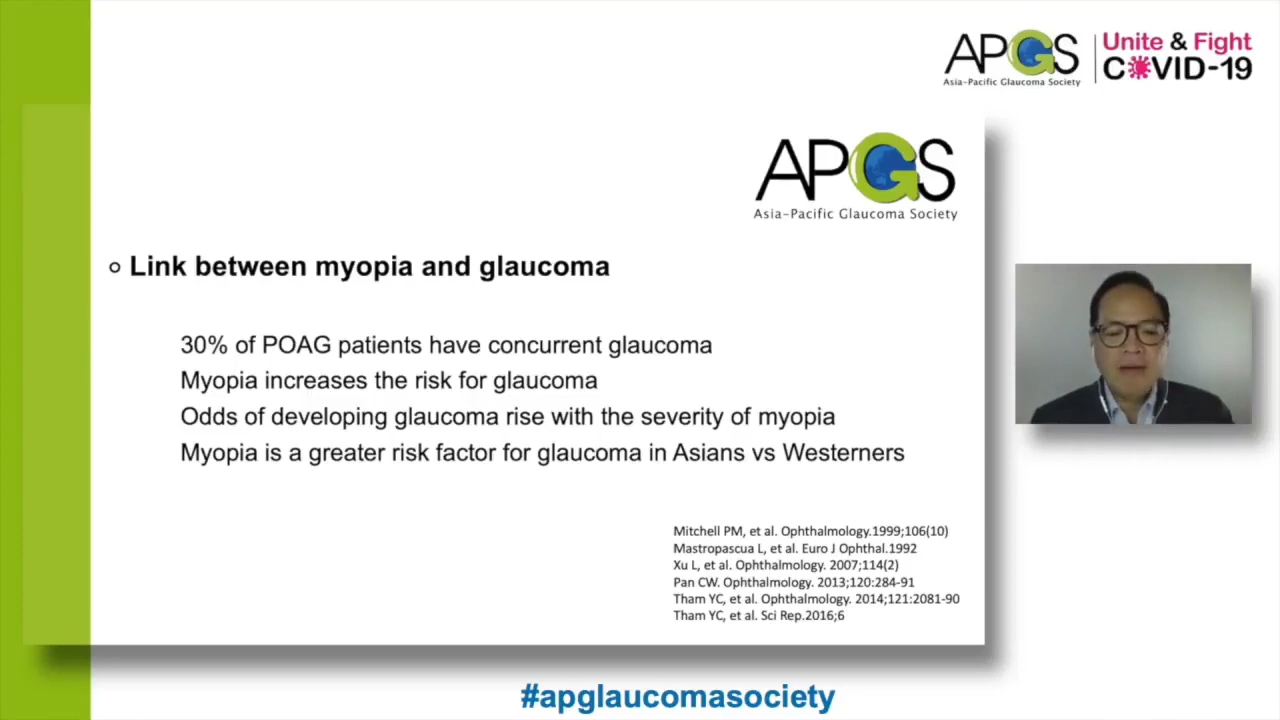 APGS
Asia-Pacific Glaucoma Society
Unite & Fight
COVID-19
APGS
Asia-Pacific Glaucoma Society
Link between myopia and glaucoma
30% of POAG patients have concurrent glaucoma
Myopia increases the risk for glaucoma
Odds of developing glaucoma rise with the severity of myopia
Myopia is a greater risk factor for glaucoma in Asians vs Westerners
Mitchell PM, et al. Ophthalmology.1999;106(10)
Mastropascua L, et al. Euro J Ophthal.1992
Xu L, et al. Ophthalmology. 2007;114(2)
Pan CW. Ophthalmology. 2013;120:284-91
Tham YC, et al. Ophthalmology. 2014;121:2081-90
Tham YC, et al. Sci Rep.2016;6
#apglaucomasociety